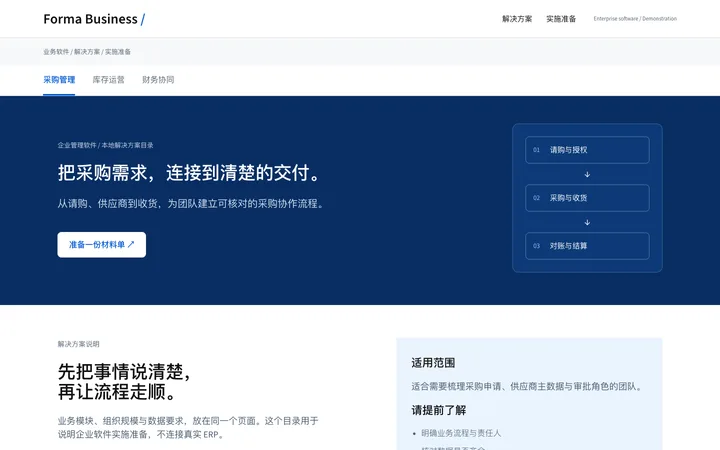 Forma Business /
解决方案 实施准备 Enterprise software / Demonstration
业务软件 / 解决方案 / 实施准备
采购管理 库存运营 财务协同
企业管理软件 / 本地解决方案目录
把采购需求，连接到清楚的交付。
从请购、供应商到收货，为团队建立可核对的采购协作流程。
准备一份材料单 ↗
01 请购与授权
↓
02 采购与收货
↓
03 对账与结算
解决方案说明
先把事情说清楚，
再让流程走顺。
业务模块、组织规模与数据要求，放在同一个页面。这个目录用于
说明企业软件实施准备，不连接真实 ERP。
适用范围
适合需要梳理采购申请、供应商主数据与审批角色的团队。
请提前了解
• 明确业务流程与责任人